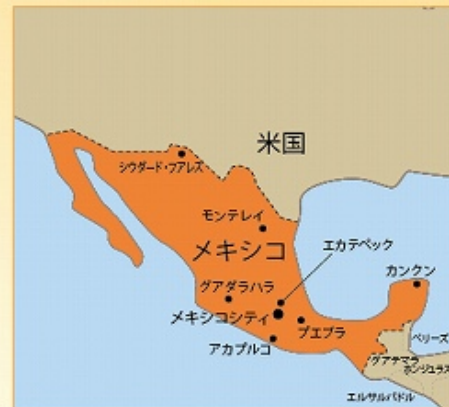 米国
シウダード・フアレス
モンテレイ
メキシコ
エカテペック
カンクン
グアダラハラ
メキシコシティ
プエブラ
アカプルコ
ベリーズ
グアテマラ
ホンジュラス
エルサルバドル